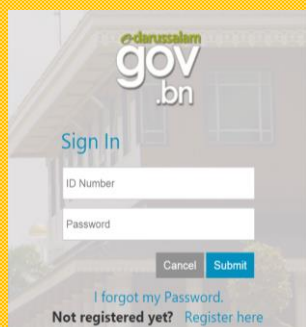 e-darussalam
gov
.bn
Sign In
ID Number
Password
Cancel Submit
I forgot my Password.
Not registered yet? Register here